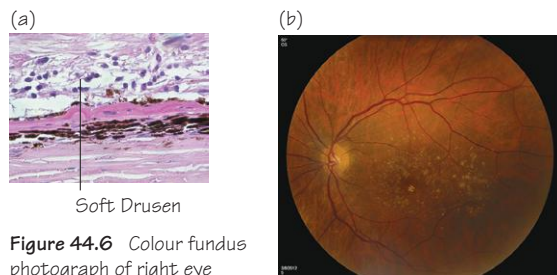 (a)
(b)
Soft Drusen
Figure 44.6 Colour fundus
photograph of right eye